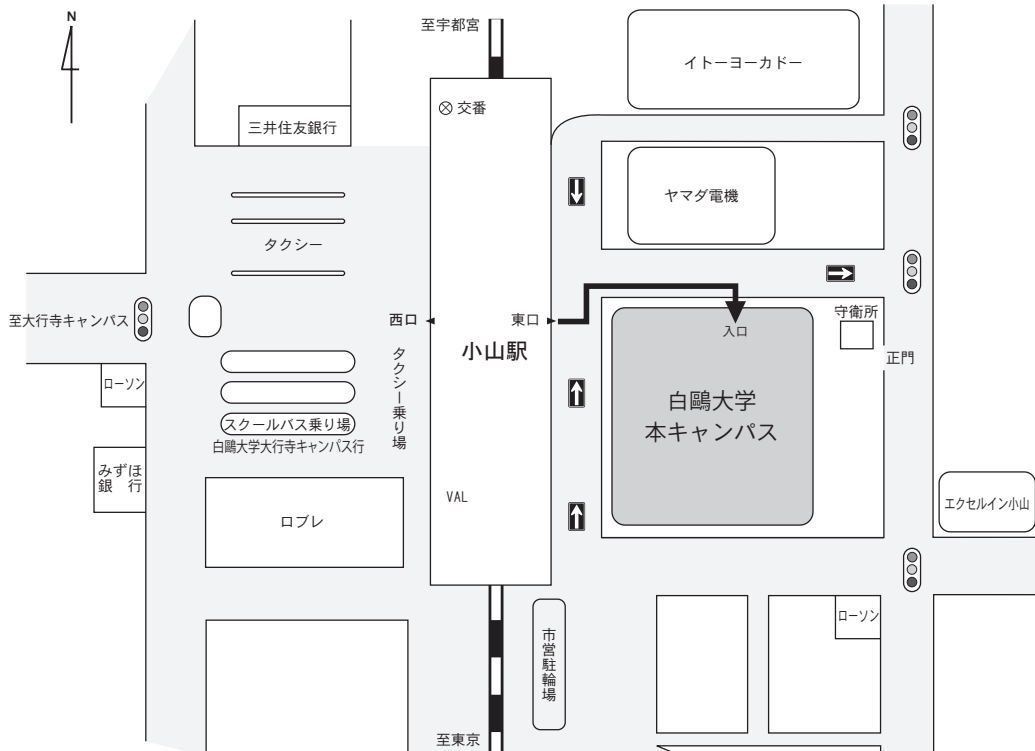 N
至宇都宮
イトーヨーカドー
交番
三井住友銀行
ヤマダ電機
タクシー
至大行寺キャンパス
西口
東口
小山駅
入口
守衛所
正門
ローソン
タクシー乗り場
白鷗大学
本キャンパス
スクールバス乗り場
白鷗大学大行寺キャンパス行
みずほ
銀 行
VAL
エクセルイン小山
ロブレ
ローソン
市営駐輪場
至東京